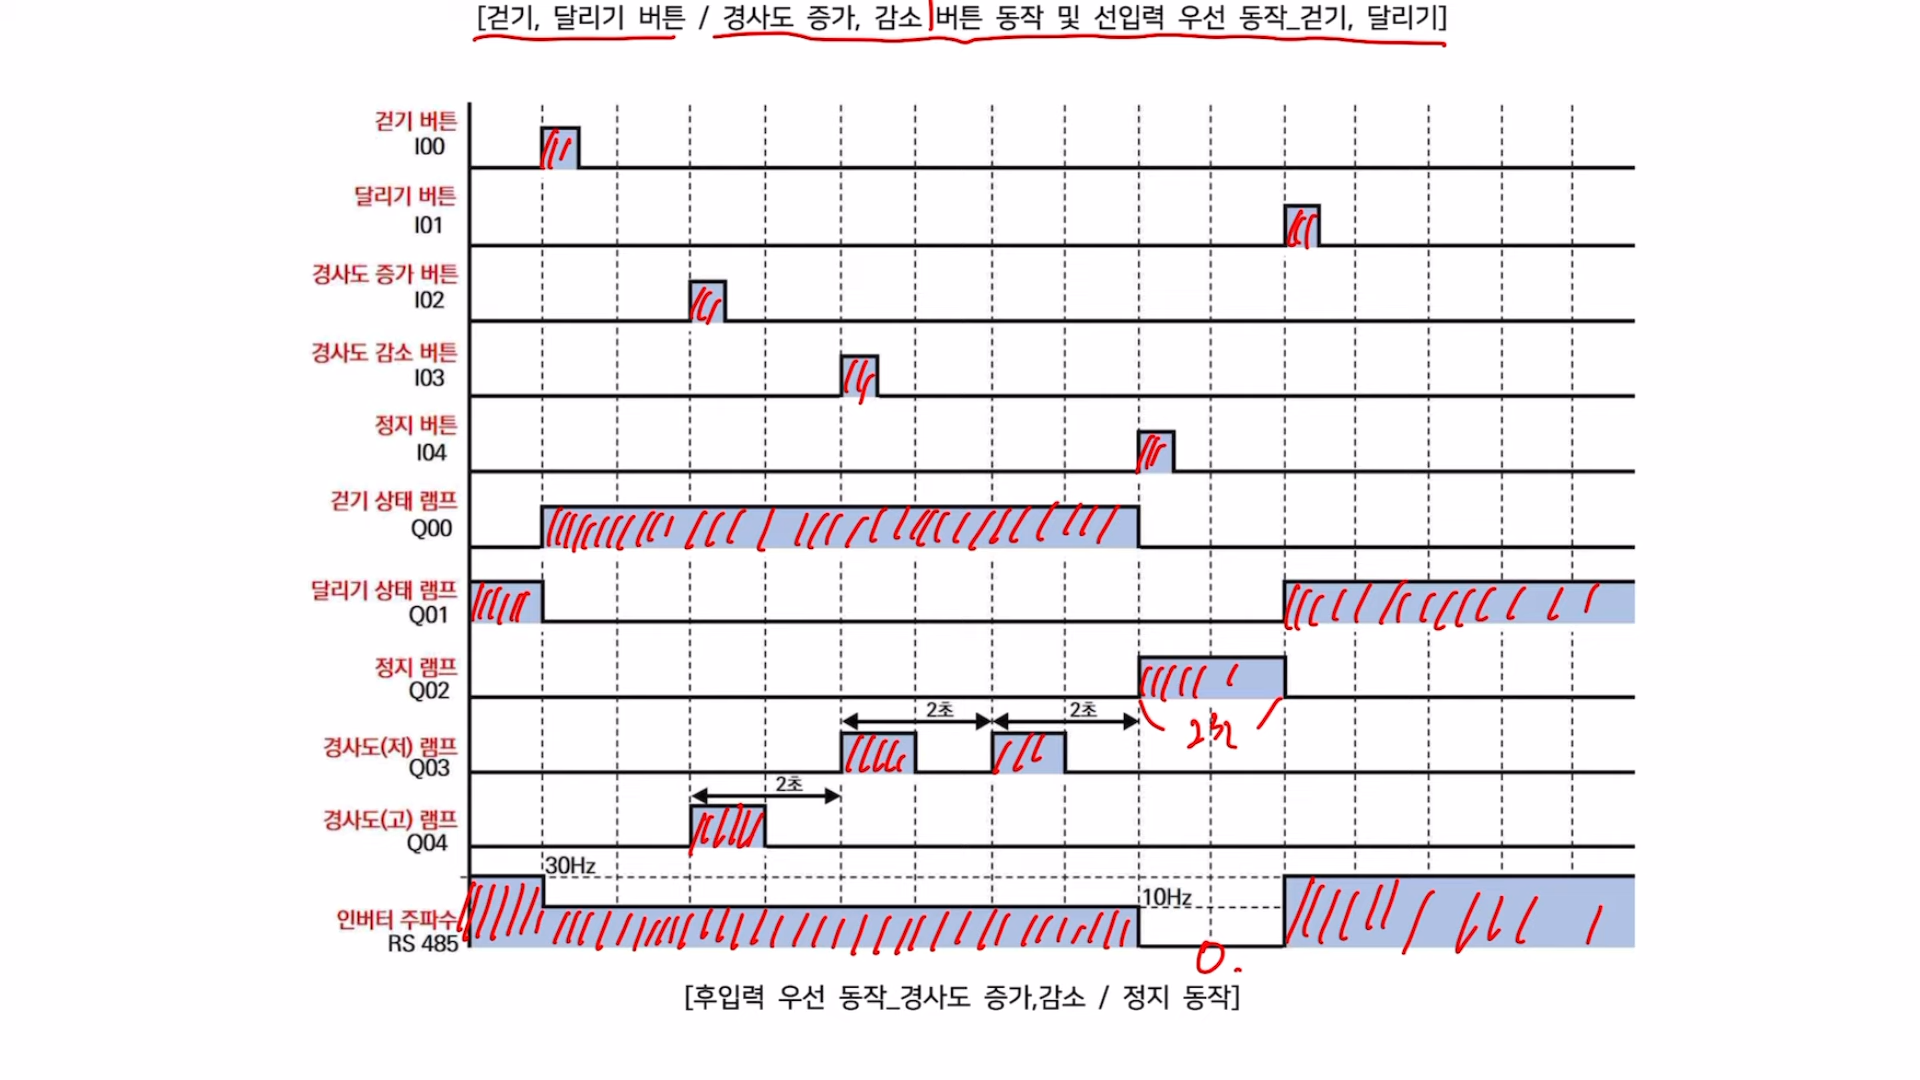 [걷기, 달리기 버튼 / 경사도 증가, 감소 버튼 동작 및 선입력 우선 동작_걷기, 달리기]
걷기 버튼
I00
달리기 버튼
I01
경사도 증가 버튼
I02
경사도 감소 버튼
I03
정지 버튼
I04
걷기 상태 램프
Q00
달리기 상태 램프
Q01
정지 램프
Q02
2초
2초
2초
경사도(저) 램프
Q03
2초
경사도(고) 램프
Q04
30Hz
10Hz
인버터 주파수
RS 485
0.
[후입력 우선 동작_경사도 증가,감소 / 정지 동작]